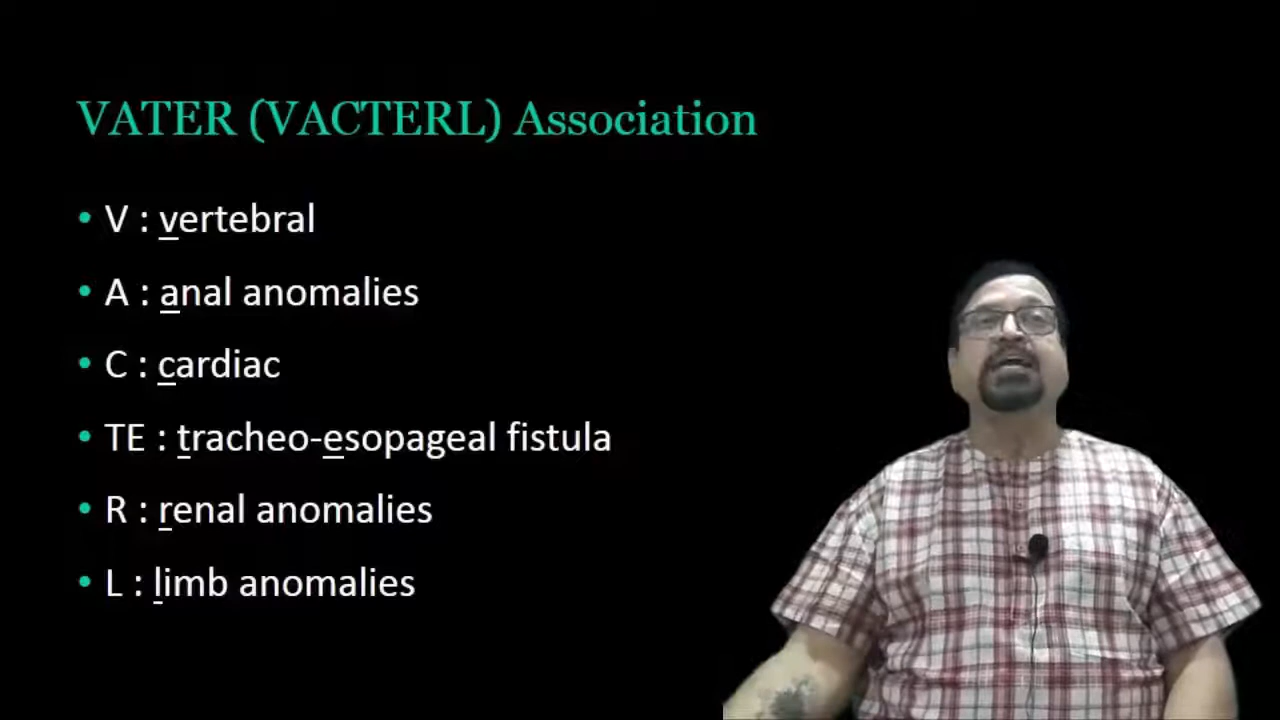 VATER (VACTERL) Association
• V : vertebral
• A : anal anomalies
• C : cardiac
• TE : tracheo-esopageal fistula
• R : renal anomalies
• L : limb anomalies